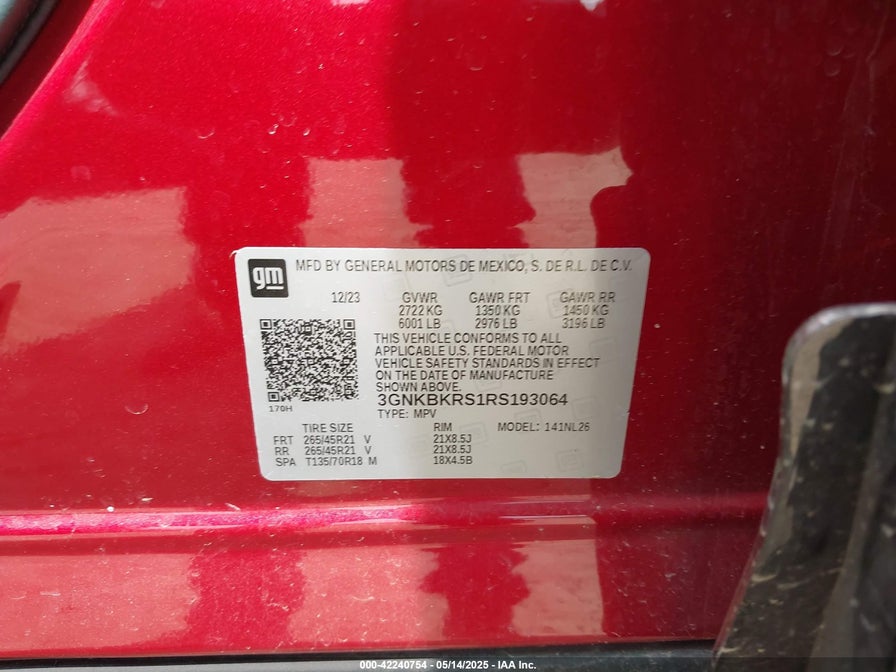 gm MFD BY GENERAL MOTORS DE MEXICO, S. DE R.L. DE C.V.
12/23 GVWR GAWR FRT GAWR RR
2722 KG 1350 KG 1450 KG
6001 LB 2976 LB 3196 LB
THIS VEHICLE CONFORMS TO ALL
APPLICABLE U.S. FEDERAL MOTOR
VEHICLE SAFETY STANDARDS IN EFFECT
ON THE DATE OF MANUFACTURE
SHOWN ABOVE.
3GNKBKRS1RS193064
170H TYPE: MPV
TIRE SIZE RIM MODEL: 141NL26
FRT 265/45R21 V 21X8.5J
RR 265/45R21 V 21X8.5J
SPA T135/70R18 M 18X4.5B
000-42240754 - 05/14/2025 - IAA Inc.